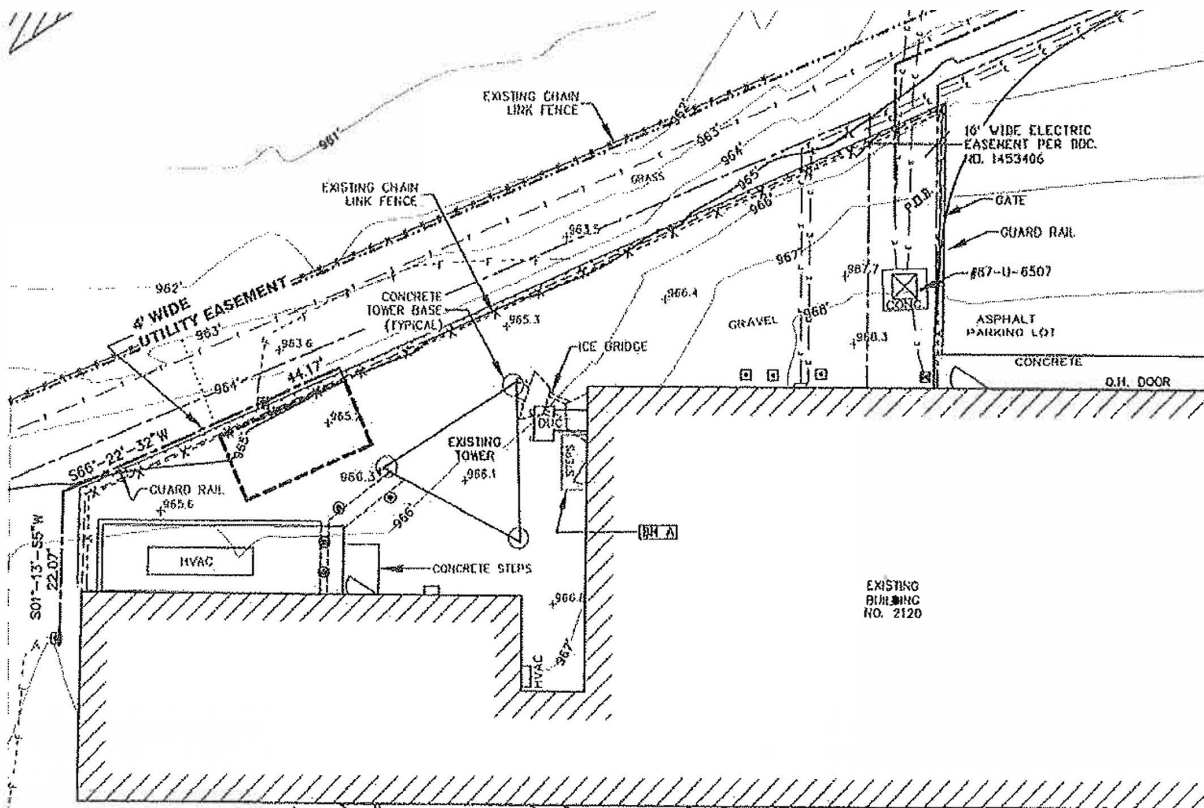 EXISTING CHAIN
LINK FENCE
961'
962'
963'
964'
965'
966'
GRASS
EXISTING CHAIN
LINK FENCE
10' WIDE ELECTRIC
EASEMENT PER DOC.
NO. 1453406
P.O.B.
GATE
GUARD RAIL
963.5
967'
967.7
CONC.
ASPHALT
PARKING LOT
962'
4' WIDE
UTILITY EASEMENT
963'
CONCRETE
TOWER BASE
(TYPICAL)
965.3
966.4
GRAVEL
968'
968.3
963.6
ICE BRIDGE
CONCRETE
O.H. DOOR
964'
44.17'
EXISTING
TOWER
STEPS
S66°-22'-32"W
966.3
966.1
GUARD RAIL
965.6
966'
S01°-13'-55"W
22.07'
HVAC
CONCRETE STEPS
EXISTING
BUILDING
NO. 2120
967'
HVAC